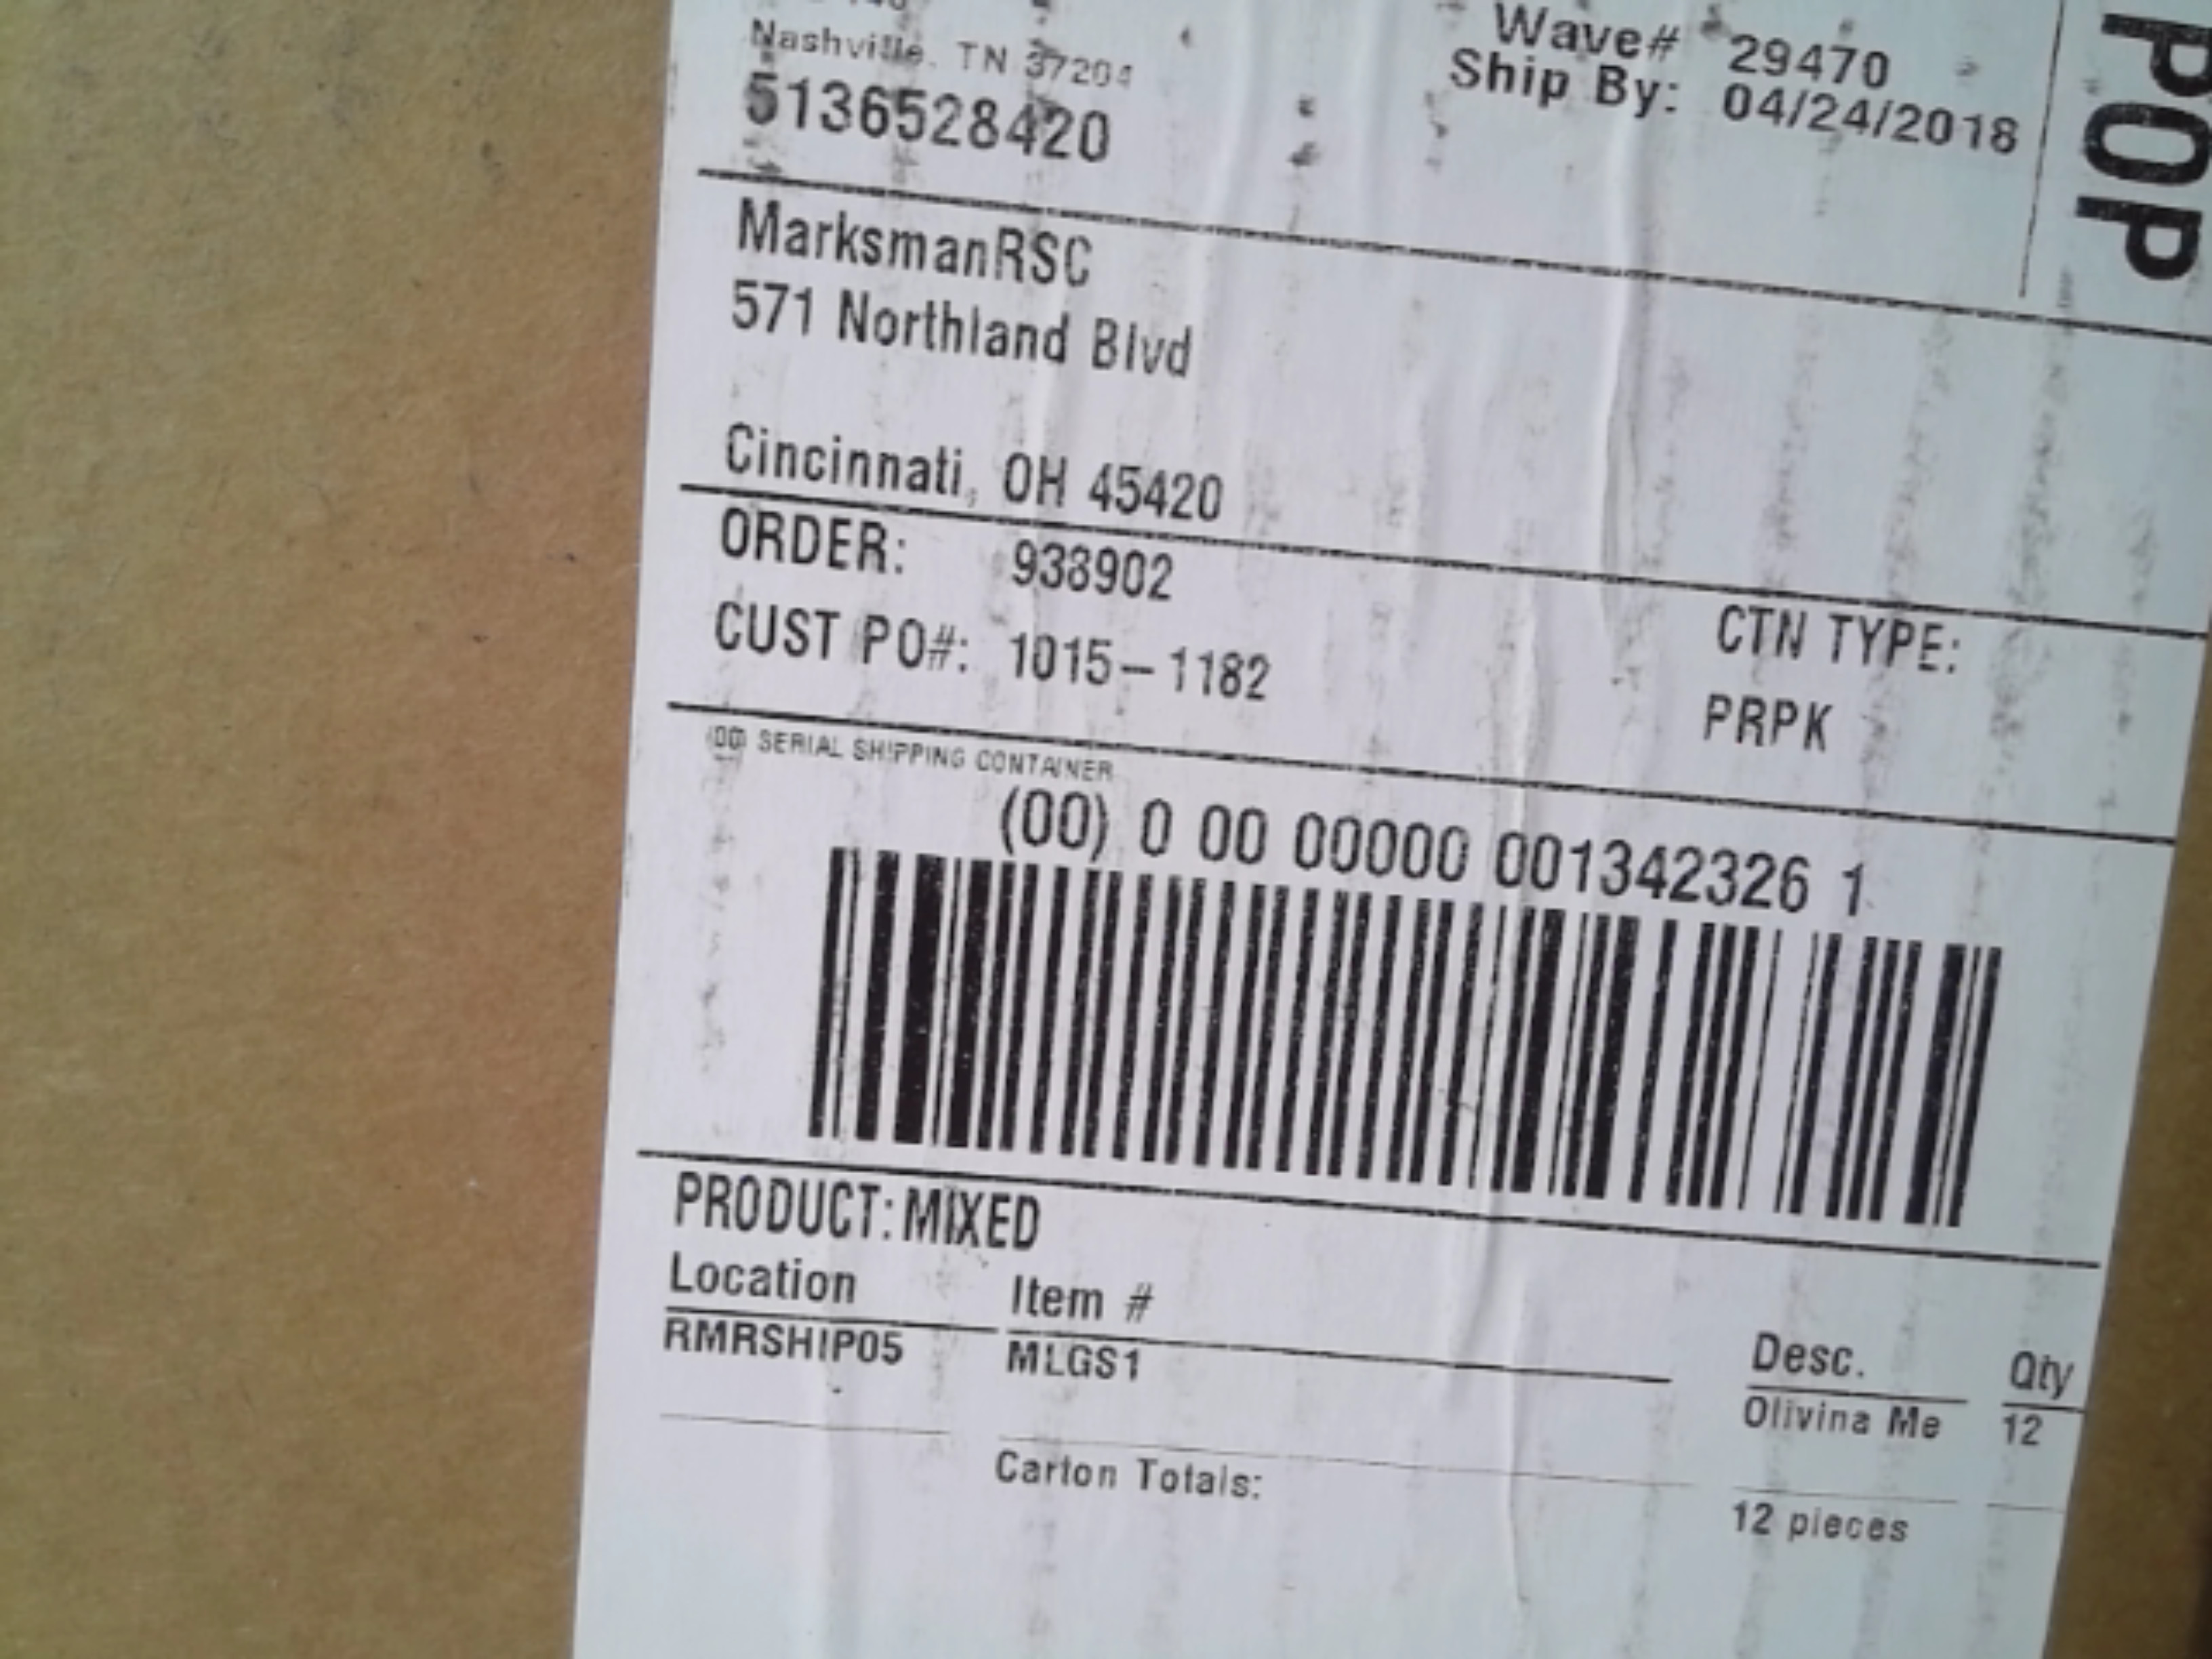 Nashville, TN 37204
5136528420
Wave# 29470
Ship By: 04/24/2018
POP
MarksmanRSC
571 Northland Blvd
Cincinnati, OH 45420
ORDER: 938902
CUST PO#: 1015-1182
CTN TYPE:
PRPK
(00) SERIAL SHIPPING CONTAINER
(00) 0 00 00000 001342326 1
PRODUCT: MIXED
Location Item # Desc. Qty
RMRSHIP05 MLGS1 Olivina Me 12
Carton Totals: 12 pieces